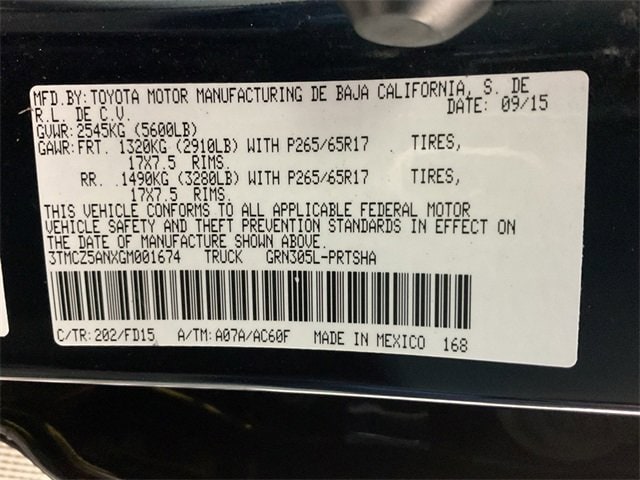 MFD.BY:TOYOTA MOTOR MANUFACTURING DE BAJA CALIFORNIA, S. DE
R.L. DE C.V. DATE: 09/15
GVWR:2545KG (5600LB)
GAWR:FRT. 1320KG (2910LB) WITH P265/65R17 TIRES,
17X7.5 RIMS.
RR. 1490KG (3280LB) WITH P265/65R17 TIRES,
17X7.5 RIMS.
THIS VEHICLE CONFORMS TO ALL APPLICABLE FEDERAL MOTOR
VEHICLE SAFETY AND THEFT PREVENTION STANDARDS IN EFFECT ON
THE DATE OF MANUFACTURE SHOWN ABOVE.
3TMCZ5ANXGM001674 TRUCK GRN305L-PRTSHA
C/TR:202/FD15 A/TM:A07A/AC60F MADE IN MEXICO 168